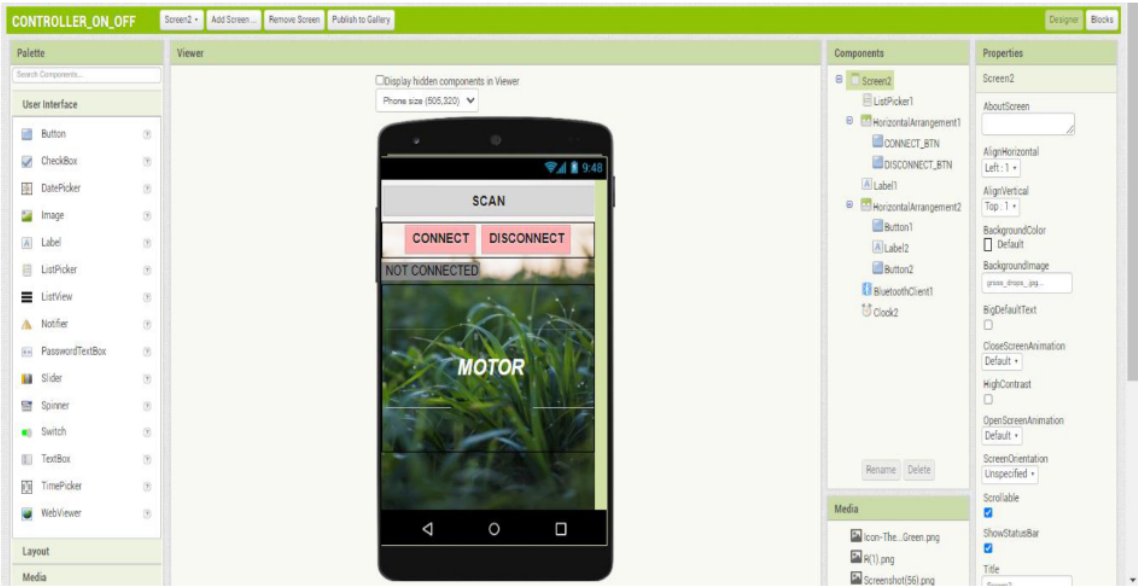 CONTROLLER_ON_OFF
Screen2
Add Screen ...
Remove Screen
Publish to Gallery
Designer
Blocks
Palette
Search Components...
User Interface
Button
CheckBox
DatePicker
Image
Label
ListPicker
ListView
Notifier
PasswordTextBox
Slider
Spinner
Switch
TextBox
TimePicker
WebViewer
Layout
Media
Viewer
Display hidden components in Viewer
Phone size (505,320)
9:48
SCAN
CONNECT
DISCONNECT
NOT CONNECTED
MOTOR
Components
Screen2
ListPicker1
HorizontalArrangement1
CONNECT_BTN
DISCONNECT_BTN
Label1
HorizontalArrangement2
Button1
Label2
Button2
BluetoothClient1
Clock2
Rename
Delete
Media
Icon-The...Green.png
R(1).png
Screenshot(56).png
Properties
Screen2
AboutScreen
AlignHorizontal
Left : 1
AlignVertical
Top : 1
BackgroundColor
Default
BackgroundImage
grass_drops_.jpg...
BigDefaultText
CloseScreenAnimation
Default
HighContrast
OpenScreenAnimation
Default
ScreenOrientation
Unspecified
Scrollable
ShowStatusBar
Title